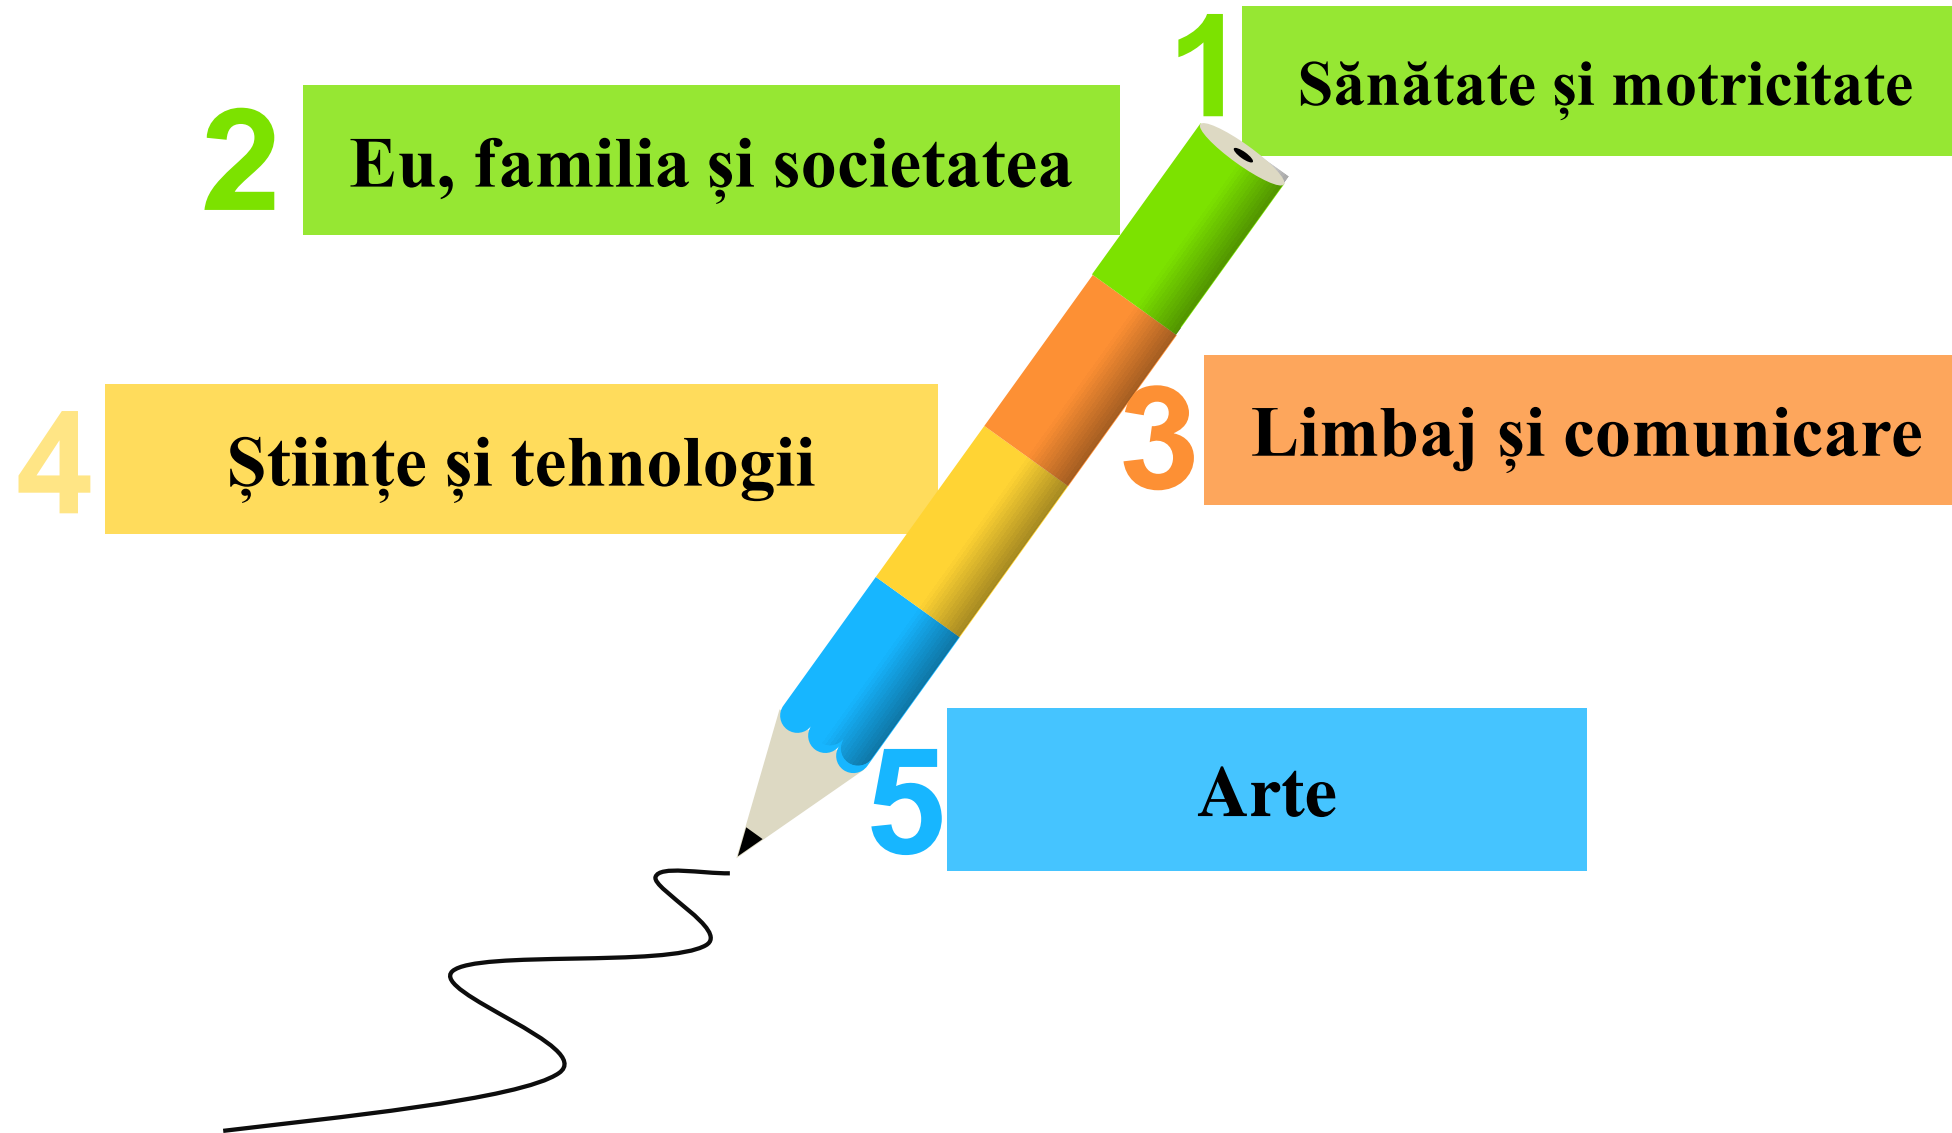 1 Sănătate și motricitate
2 Eu, familia și societatea
3 Limbaj și comunicare
4 Științe și tehnologii
5 Arte